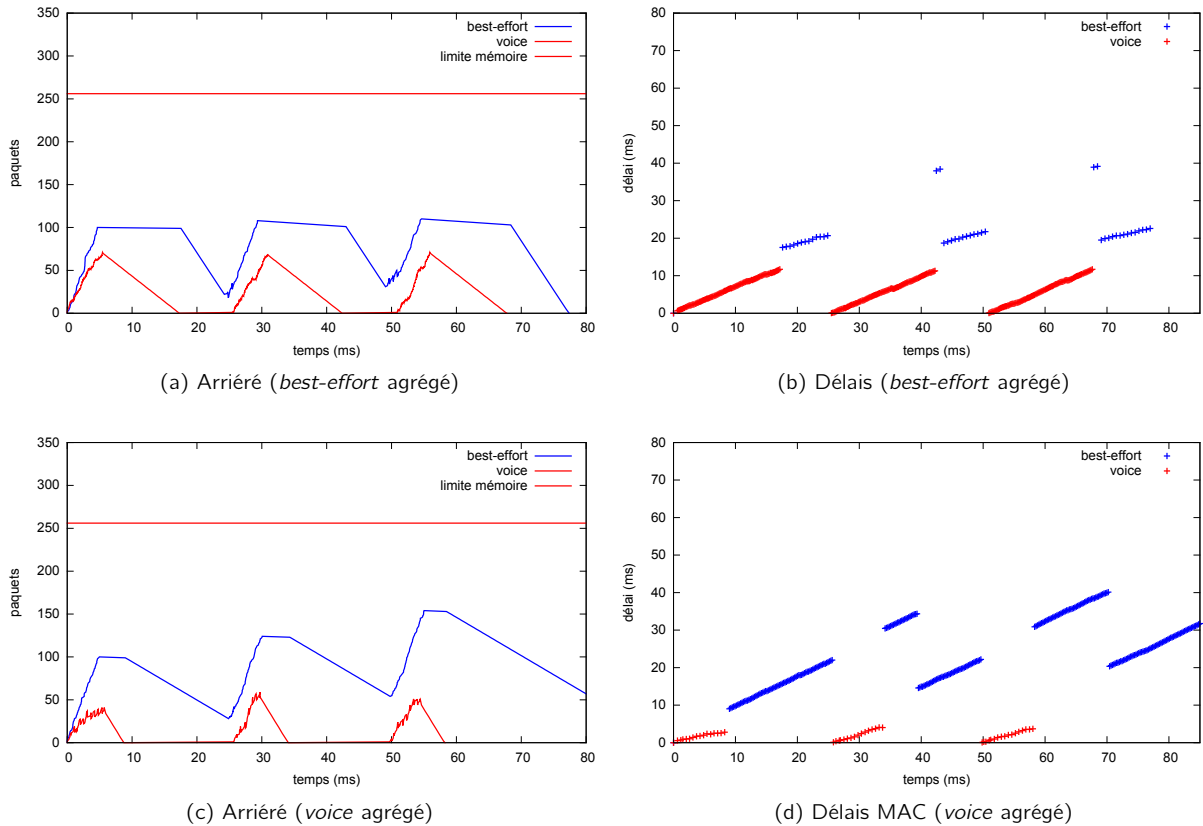 350
300
250
200
150
100
50
0
paquets
0 10 20 30 40 50 60 70 80
temps (ms)
best-effort
voice
limite mémoire
(a) Arriéré (best-effort agrégé)
80
70
60
50
40
30
20
10
0
délai (ms)
0 10 20 30 40 50 60 70 80
temps (ms)
best-effort
voice
(b) Délais (best-effort agrégé)
350
300
250
200
150
100
50
0
paquets
0 10 20 30 40 50 60 70 80
temps (ms)
best-effort
voice
limite mémoire
(c) Arriéré (voice agrégé)
80
70
60
50
40
30
20
10
0
délai (ms)
0 10 20 30 40 50 60 70 80
temps (ms)
best-effort
voice
(d) Délais MAC (voice agrégé)